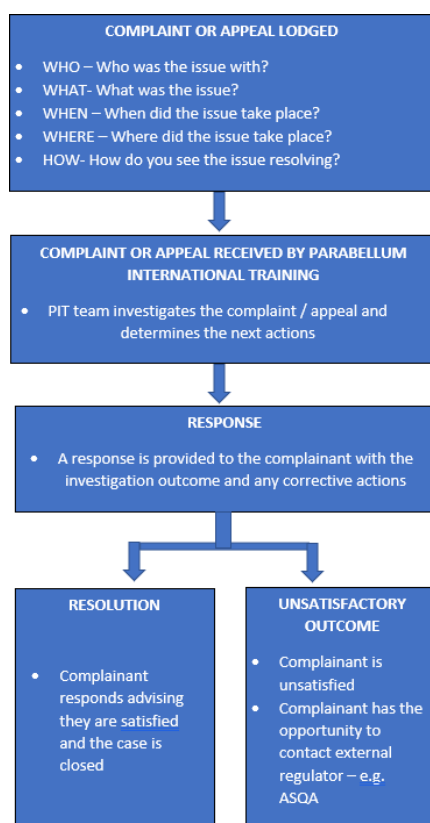 COMPLAINT OR APPEAL LODGED
• WHO – Who was the issue with?
• WHAT- What was the issue?
• WHEN – When did the issue take place?
• WHERE – Where did the issue take place?
• HOW- How do you see the issue resolving?
COMPLAINT OR APPEAL RECEIVED BY PARABELLUM
INTERNATIONAL TRAINING
• PIT team investigates the complaint / appeal and
determines the next actions
RESPONSE
• A response is provided to the complainant with the
investigation outcome and any corrective actions
RESOLUTION
• Complainant
responds advising
they are satisfied
and the case is
closed
UNSATISFACTORY
OUTCOME
• Complainant is
unsatisfied
• Complainant has the
opportunity to
contact external
regulator – e.g.
ASQA